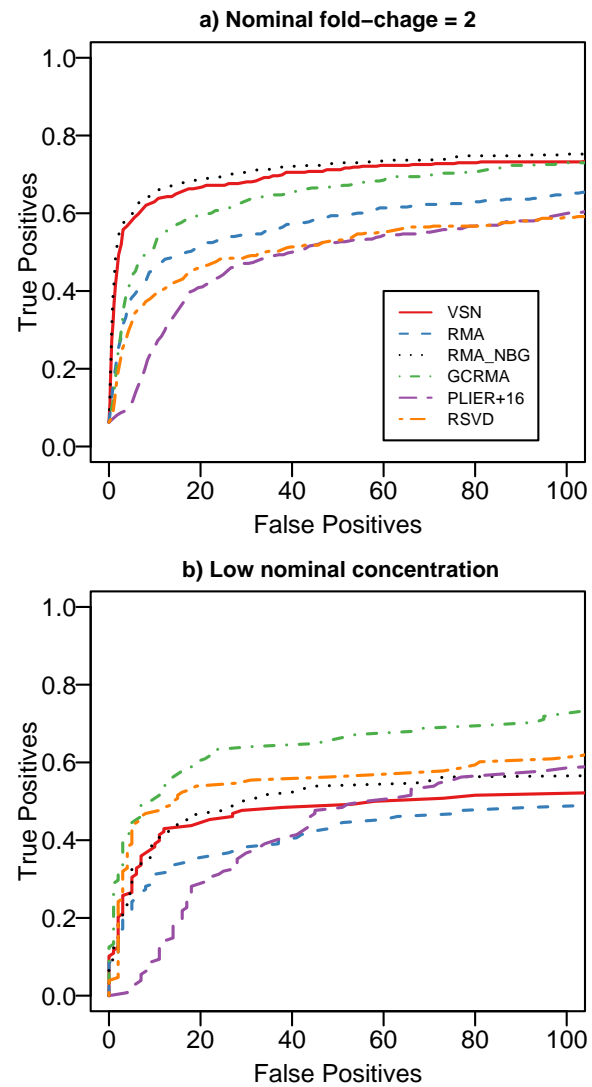 a) Nominal fold−chage = 2
1.0
0.8
0.6
0.4
0.2
0.0
True Positives
VSN
RMA
RMA_NBG
GCRMA
PLIER+16
RSVD
0 20 40 60 80 100
False Positives
b) Low nominal concentration
1.0
0.8
0.6
0.4
0.2
0.0
True Positives
0 20 40 60 80 100
False Positives